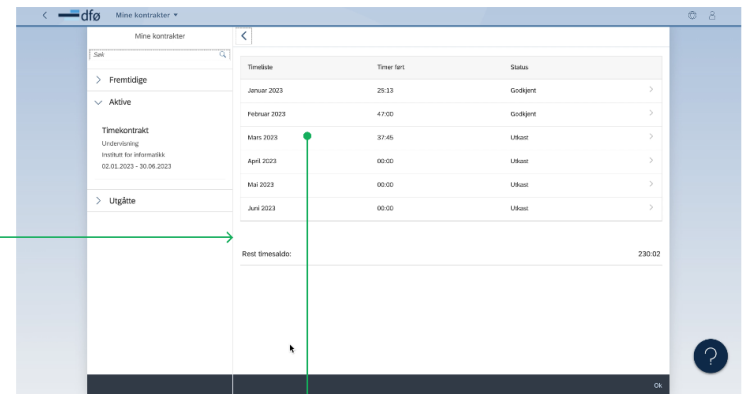 dfø Mine kontrakter
Mine kontrakter
Søk
Fremtidige
Aktive
Timekontrakt
Undervisning
Institutt for informatikk
02.01.2023 - 30.06.2023
Utgåtte
Timeliste Timer ført Status
Januar 2023 25:13 Godkjent
Februar 2023 47:00 Godkjent
Mars 2023 37:45 Utkast
April 2023 00:00 Utkast
Mai 2023 00:00 Utkast
Juni 2023 00:00 Utkast
Rest timesaldo: 230:02
?
Ok